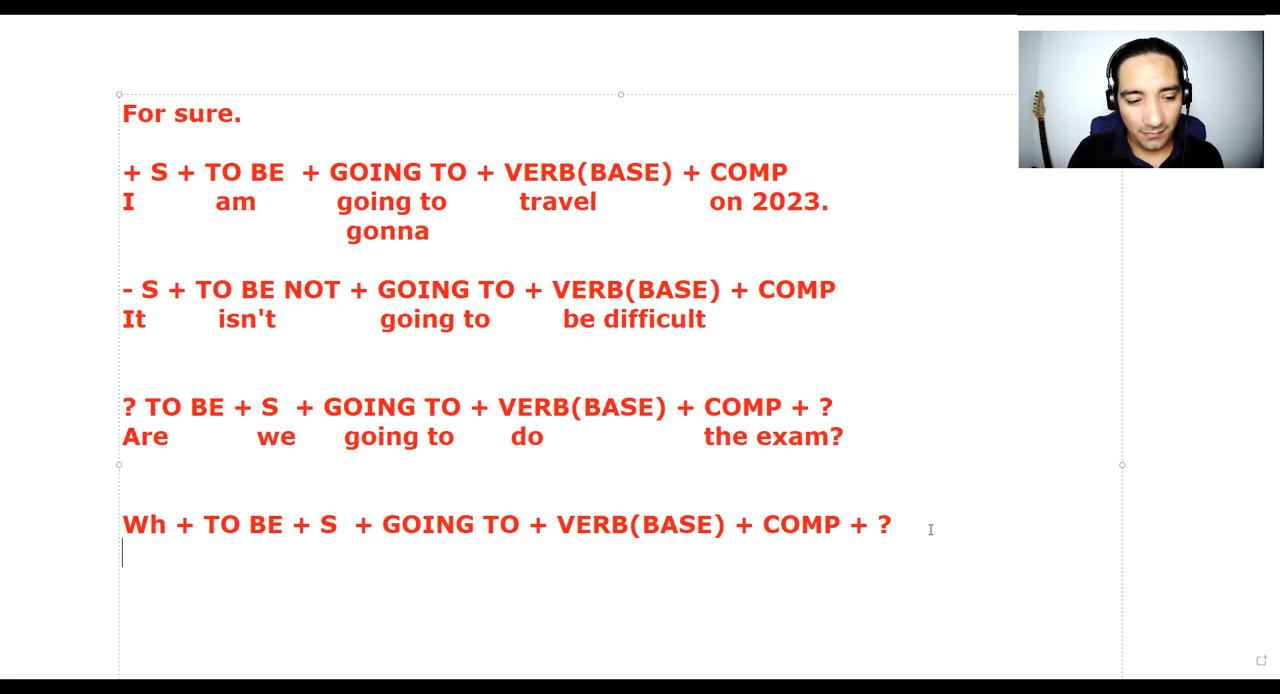 For sure.
+ S + TO BE + GOING TO + VERB(BASE) + COMP
I am going to travel on 2023.
gonna
- S + TO BE NOT + GOING TO + VERB(BASE) + COMP
It isn't going to be difficult
? TO BE + S + GOING TO + VERB(BASE) + COMP + ?
Are we going to do the exam?
Wh + TO BE + S + GOING TO + VERB(BASE) + COMP + ?